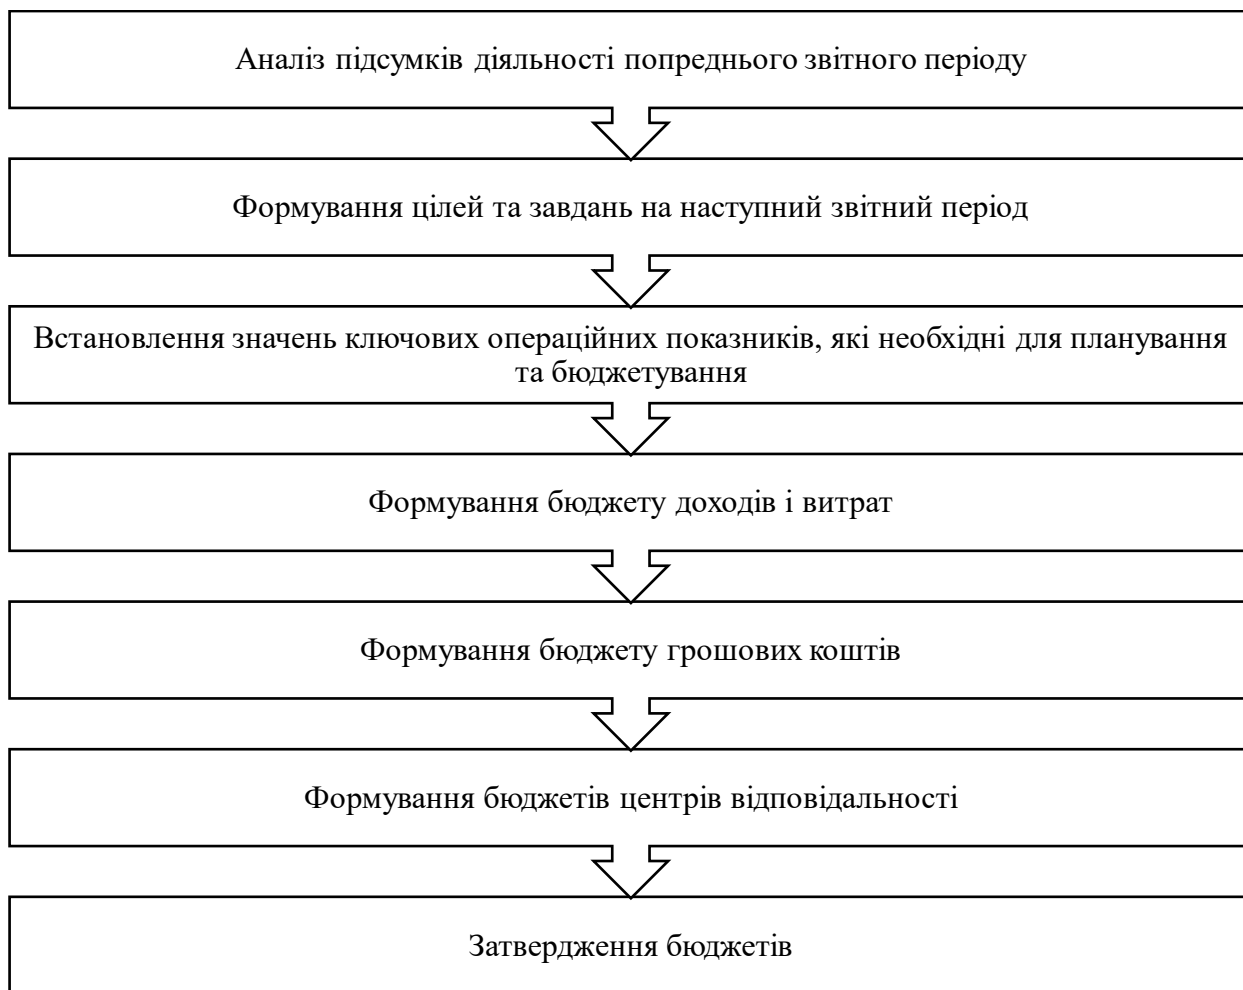 Аналіз підсумків діяльності попреднього звітного періоду
Формування цілей та завдань на наступний звітний період
Встановлення значень ключових операційних показників, які необхідні для планування
та бюджетування
Формування бюджету доходів і витрат
Формування бюджету грошових коштів
Формування бюджетів центрів відповідальності
Затвердження бюджетів